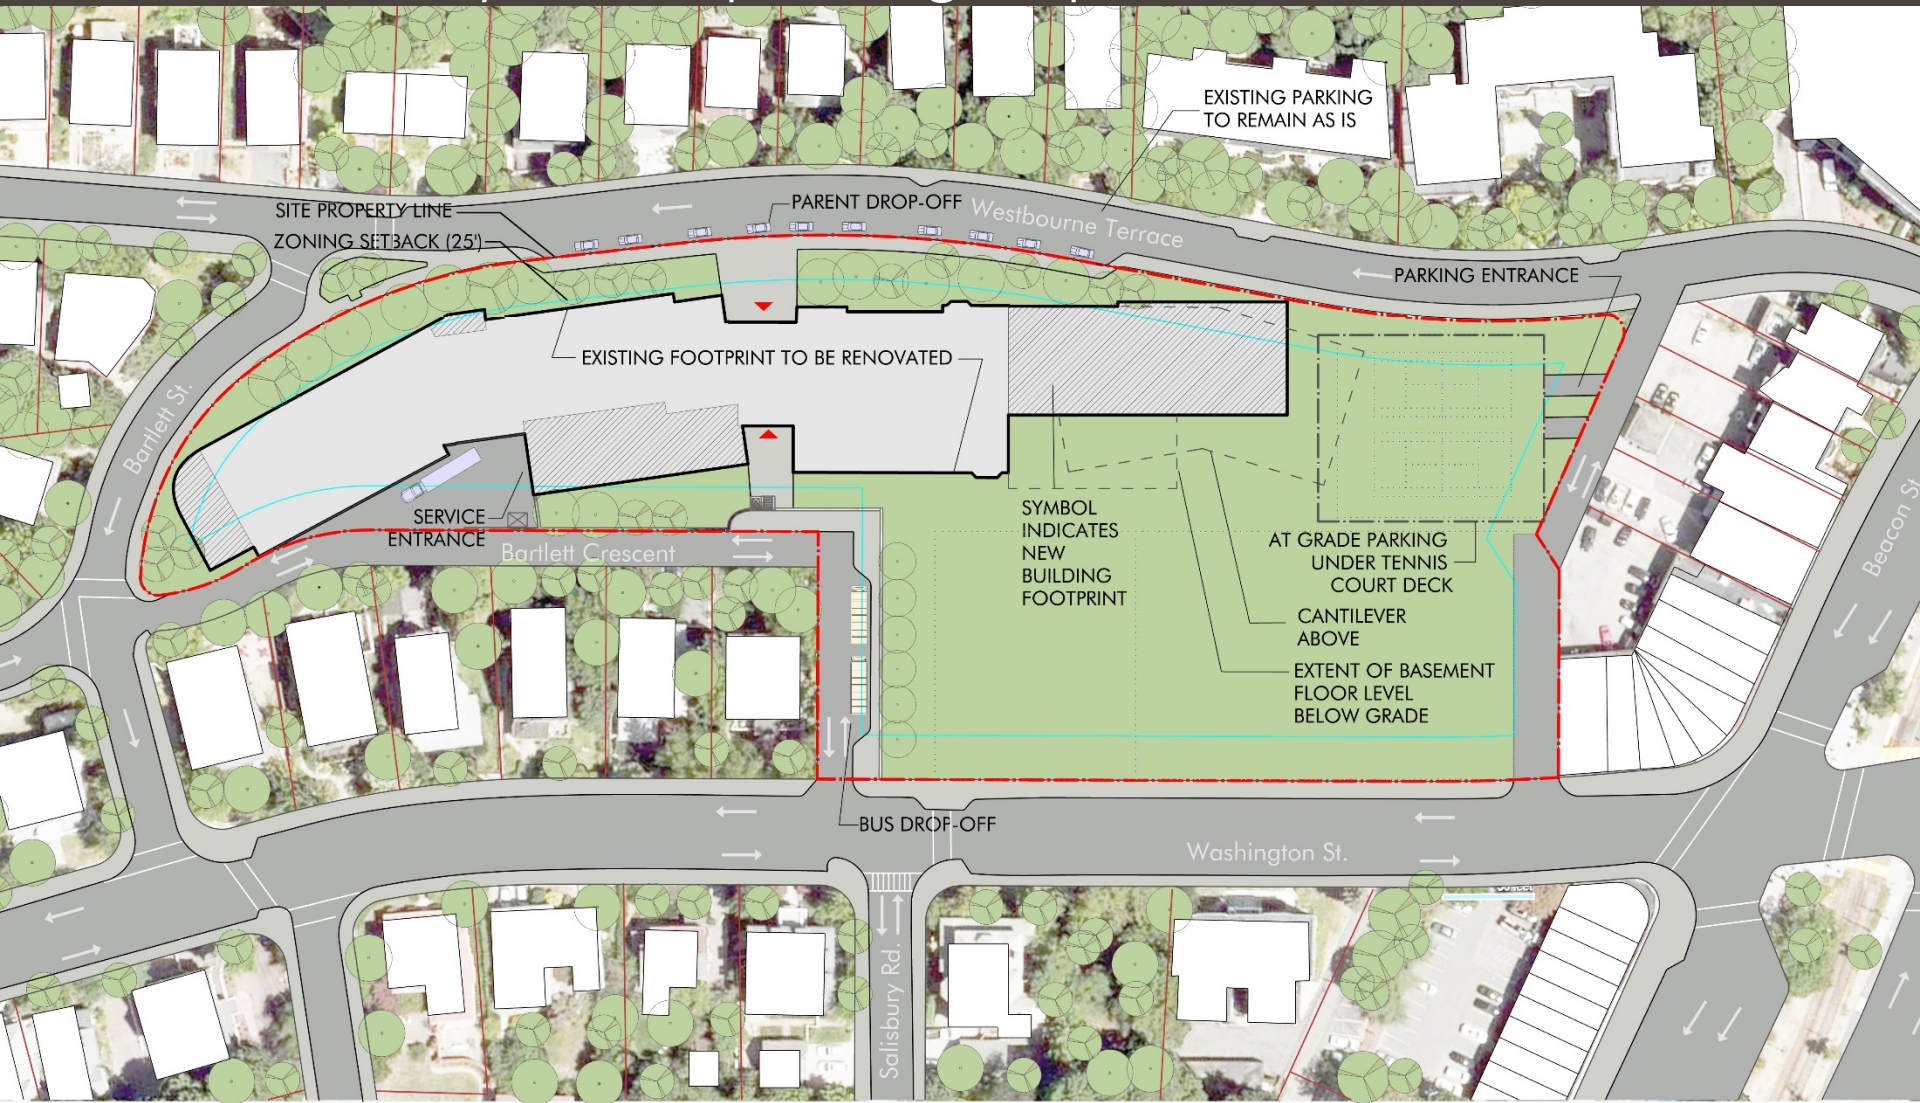 EXISTING PARKING
TO REMAIN AS IS
SITE PROPERTY LINE
ZONING SETBACK (25')
PARENT DROP-OFF
Westbourne Terrace
PARKING ENTRANCE
EXISTING FOOTPRINT TO BE RENOVATED
Bartlett St.
SERVICE
ENTRANCE
Bartlett Crescent
SYMBOL
INDICATES
NEW
BUILDING
FOOTPRINT
AT GRADE PARKING
UNDER TENNIS
COURT DECK
CANTILEVER
ABOVE
EXTENT OF BASEMENT
FLOOR LEVEL
BELOW GRADE
Beacon St.
BUS DROP-OFF
Washington St.
Salisbury Rd.